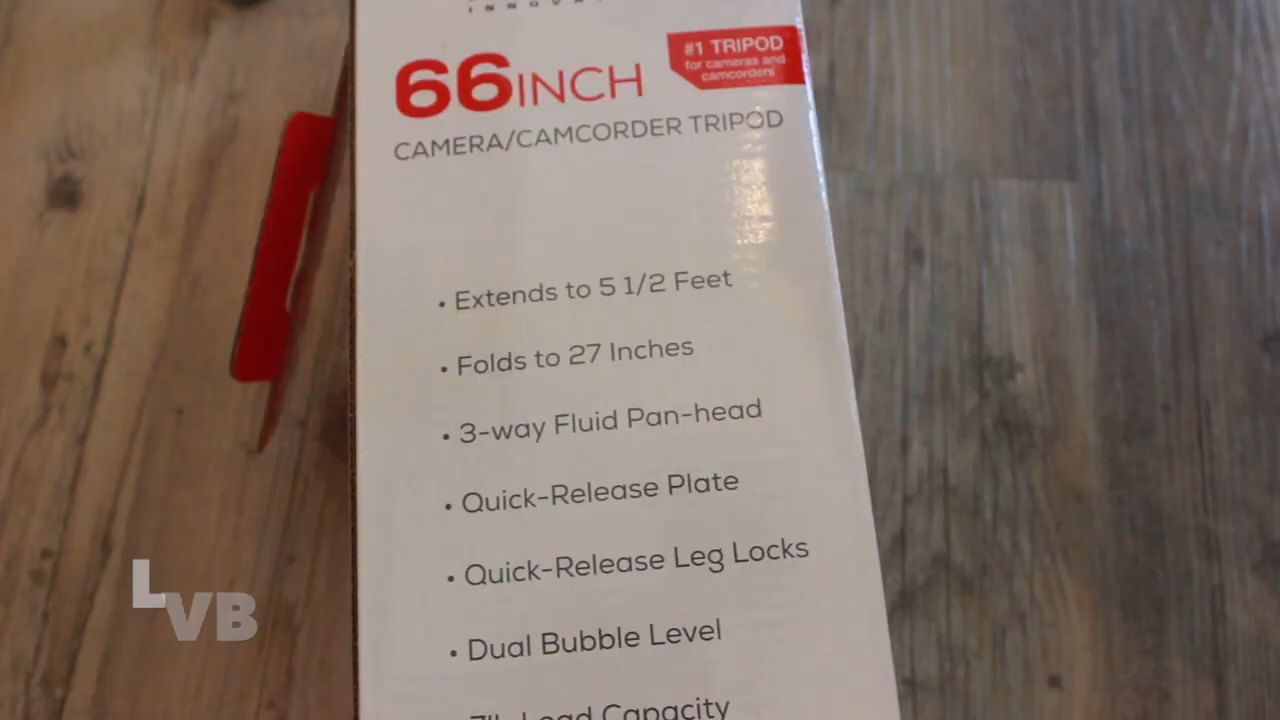 66INCH
#1 TRIPOD
for cameras and
camcorders
CAMERA/CAMCORDER TRIPOD
• Extends to 5 1/2 Feet
• Folds to 27 Inches
• 3-way Fluid Pan-head
• Quick-Release Plate
• Quick-Release Leg Locks
• Dual Bubble Level
Load Capacity
LVB